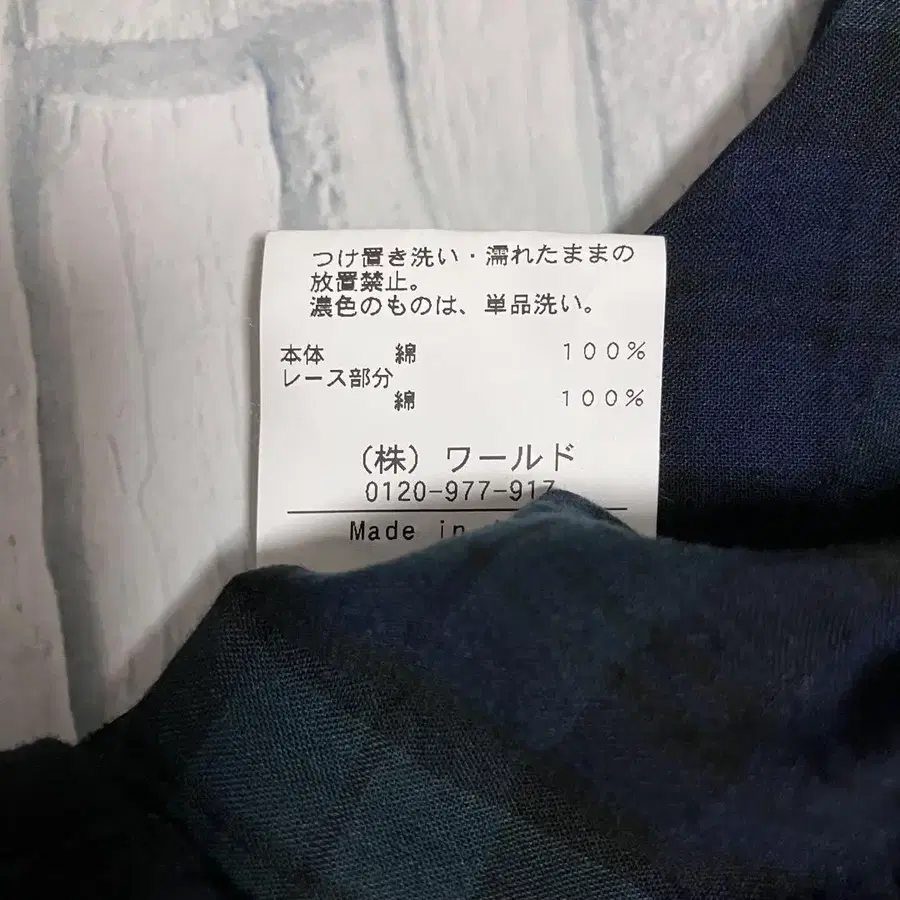 つけ置き洗い・濡れたままの
放置禁止。
濃色のものは、単品洗い。
本体 綿 100%
レース部分
綿 100%
(株) ワールド
0120-977-917
Made in